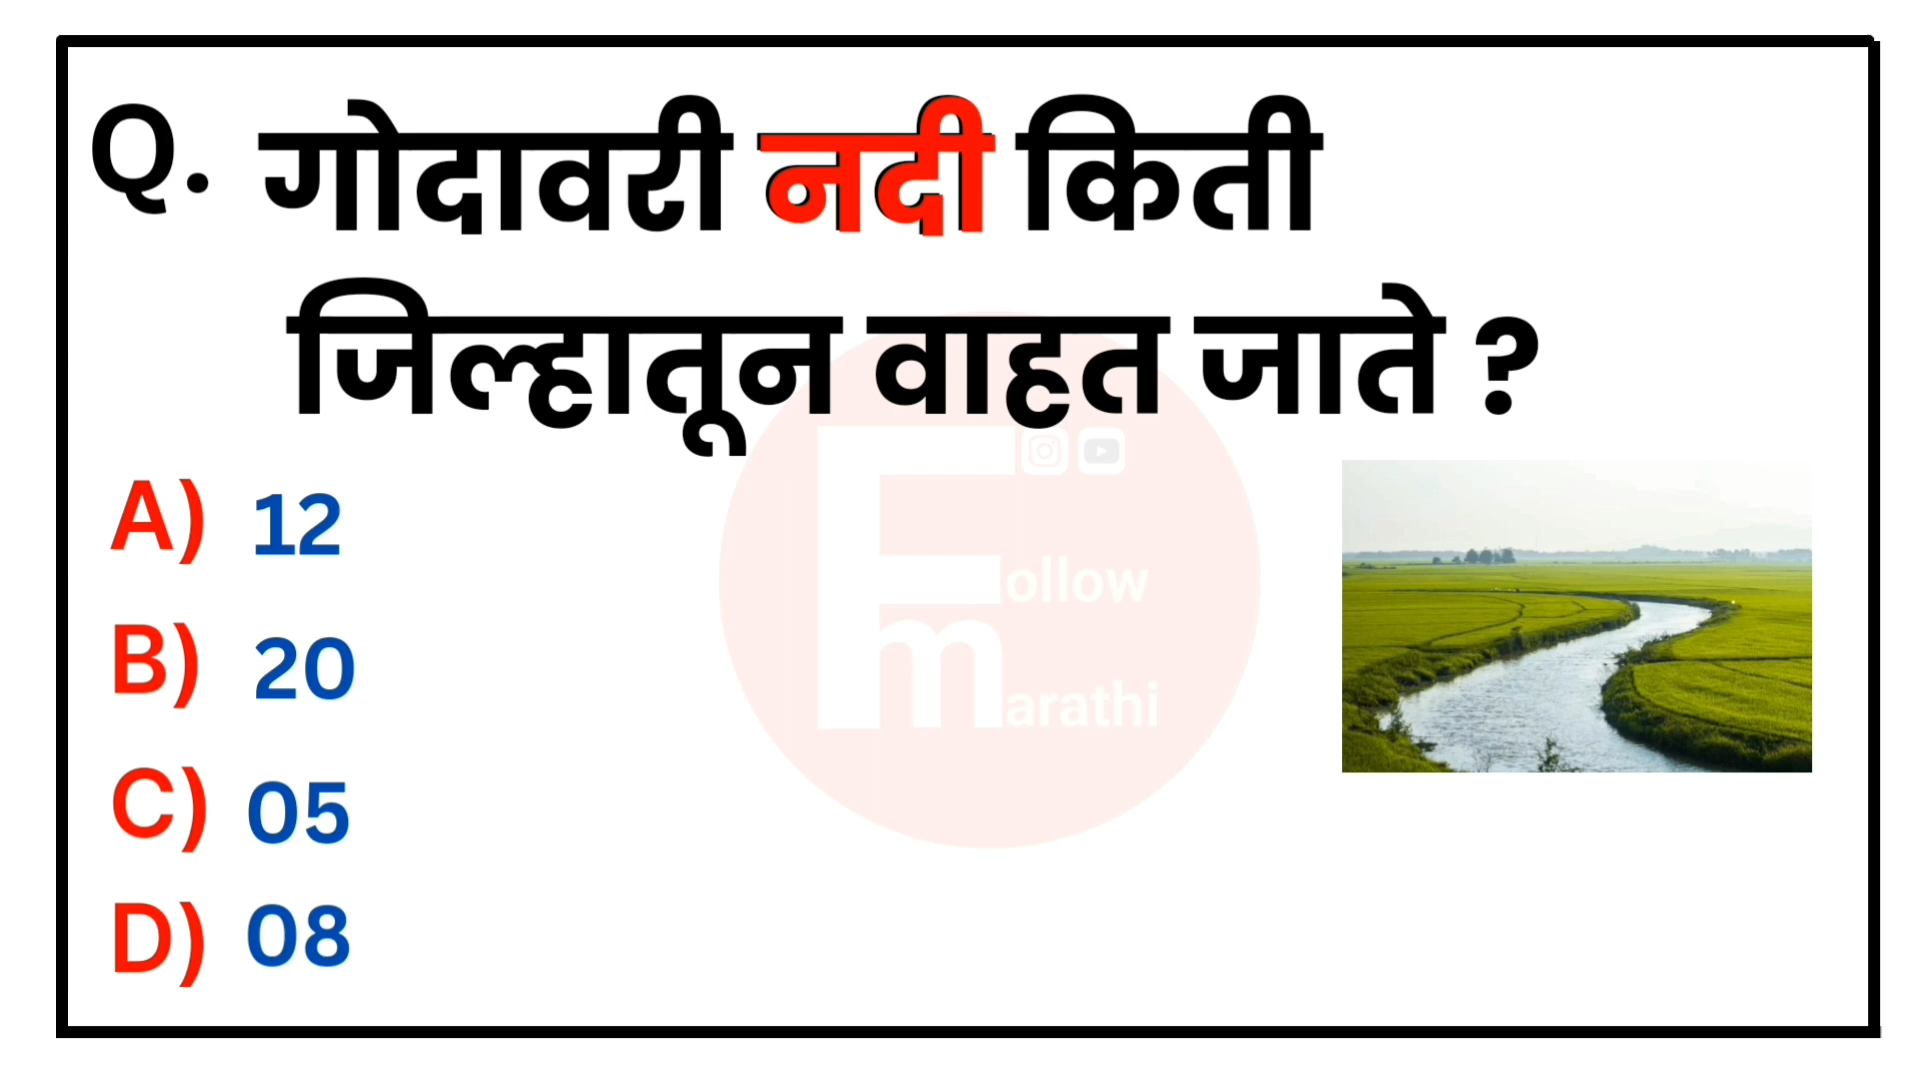 Q. गोदावरी नदी किती
जिल्हातून वाहत जाते ?
A) 12
B) 20
C) 05
D) 08
Follow
marathi